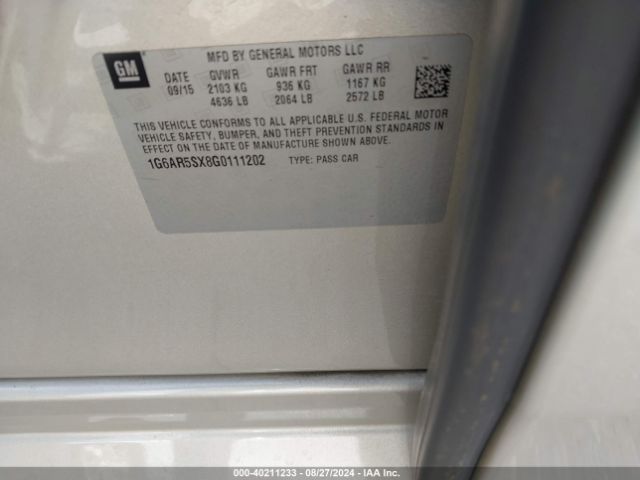 GM
MFD BY GENERAL MOTORS LLC
DATE GVWR GAWR FRT GAWR RR
09/15 2103 KG 936 KG 1167 KG
4636 LB 2064 LB 2572 LB
THIS VEHICLE CONFORMS TO ALL APPLICABLE U.S. FEDERAL MOTOR
VEHICLE SAFETY, BUMPER, AND THEFT PREVENTION STANDARDS IN
EFFECT ON THE DATE OF MANUFACTURE SHOWN ABOVE.
1G6AR5SX8G0111202 TYPE: PASS CAR
000-40211233 - 08/27/2024 - IAA Inc.